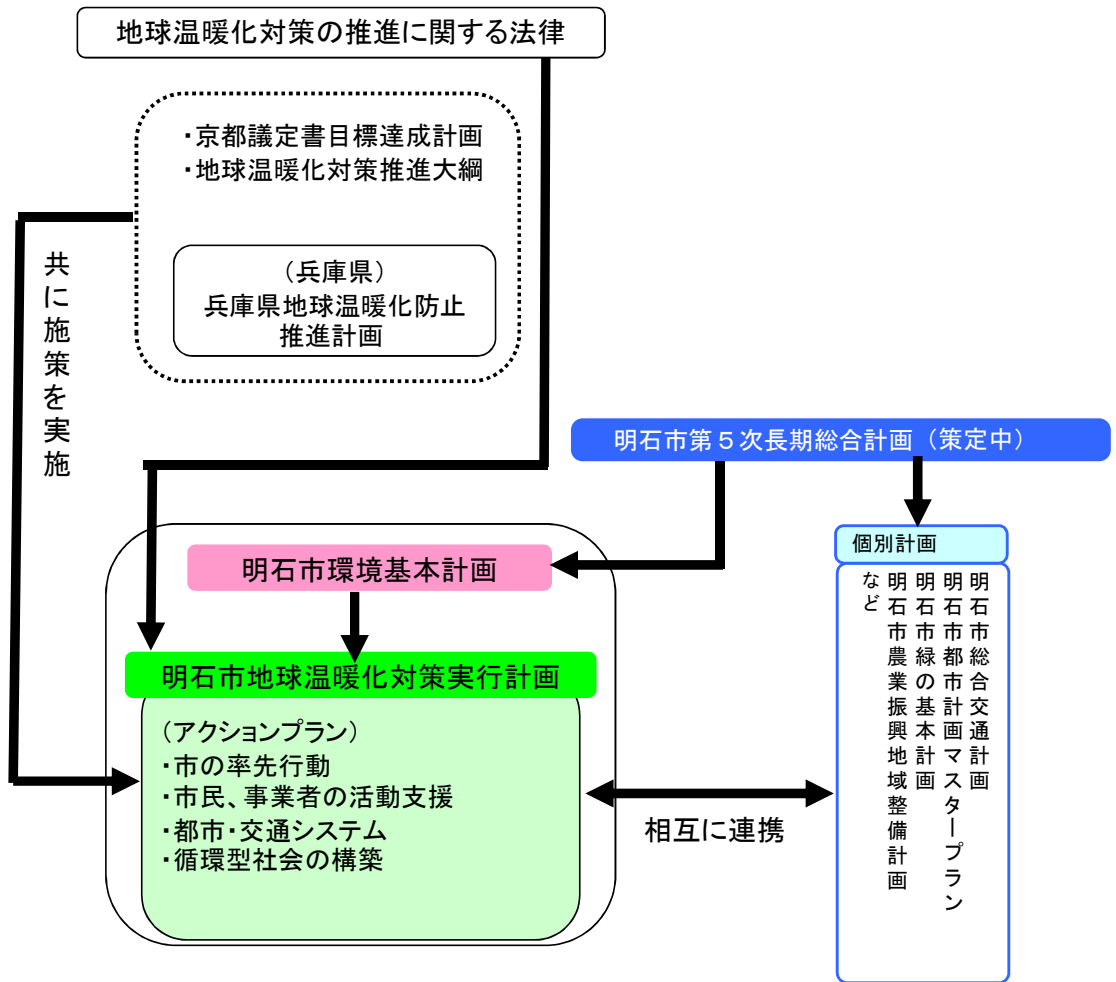 地球温暖化対策の推進に関する法律
・京都議定書目標達成計画
・地球温暖化対策推進大綱
（兵庫県）
兵庫県地球温暖化防止
推進計画
共に施策を実施
明石市第５次長期総合計画（策定中）
個別計画
明石市総合交通計画
明石市都市計画マスタープラン
明石市緑の基本計画
明石市農業振興地域整備計画
など
明石市環境基本計画
明石市地球温暖化対策実行計画
（アクションプラン）
・市の率先行動
・市民、事業者の活動支援
・都市・交通システム
・循環型社会の構築
相互に連携